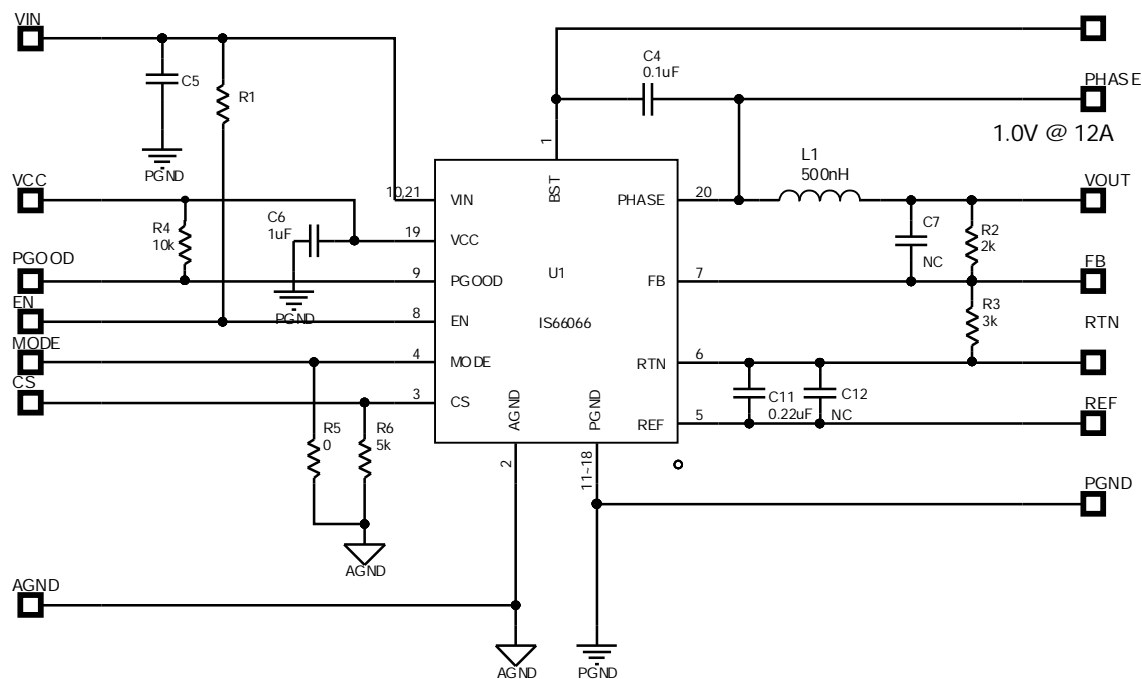 VIN
C5
R1
PGND
VCC
R4
10k
C6
1uF
PGND
PGOOD
EN
MODE
CS
R5
0
R6
5k
AGND
AGND
AGND
10,21
19
9
8
4
3
VIN
VCC
PGOOD
EN
MODE
CS
1
BST
U1
IS66066
AGND
2
PGND
11~18
PGND
PHASE
FB
RTN
REF
20
7
6
5
C4
0.1uF
PHASE
1.0V @ 12A
L1
500nH
VOUT
C7
NC
R2
2k
FB
R3
3k
RTN
C11
0.22uF
C12
NC
REF
PGND